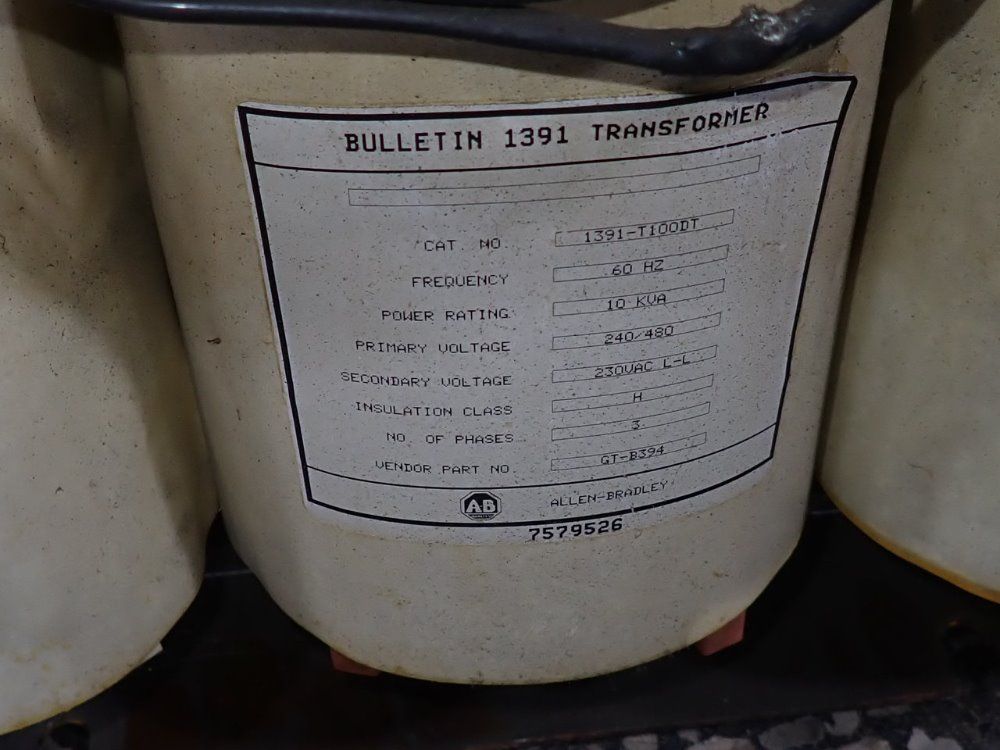 BULLETIN 1391 TRANSFORMER
CAT. NO. 1391-T100DT
FREQUENCY 60 HZ
POWER RATING 10 KVA
PRIMARY VOLTAGE 240/480
SECONDARY VOLTAGE 230VAC L-L
INSULATION CLASS H
NO. OF PHASES 3
VENDOR PART NO. GT-B394
AB ALLEN-BRADLEY
7579526